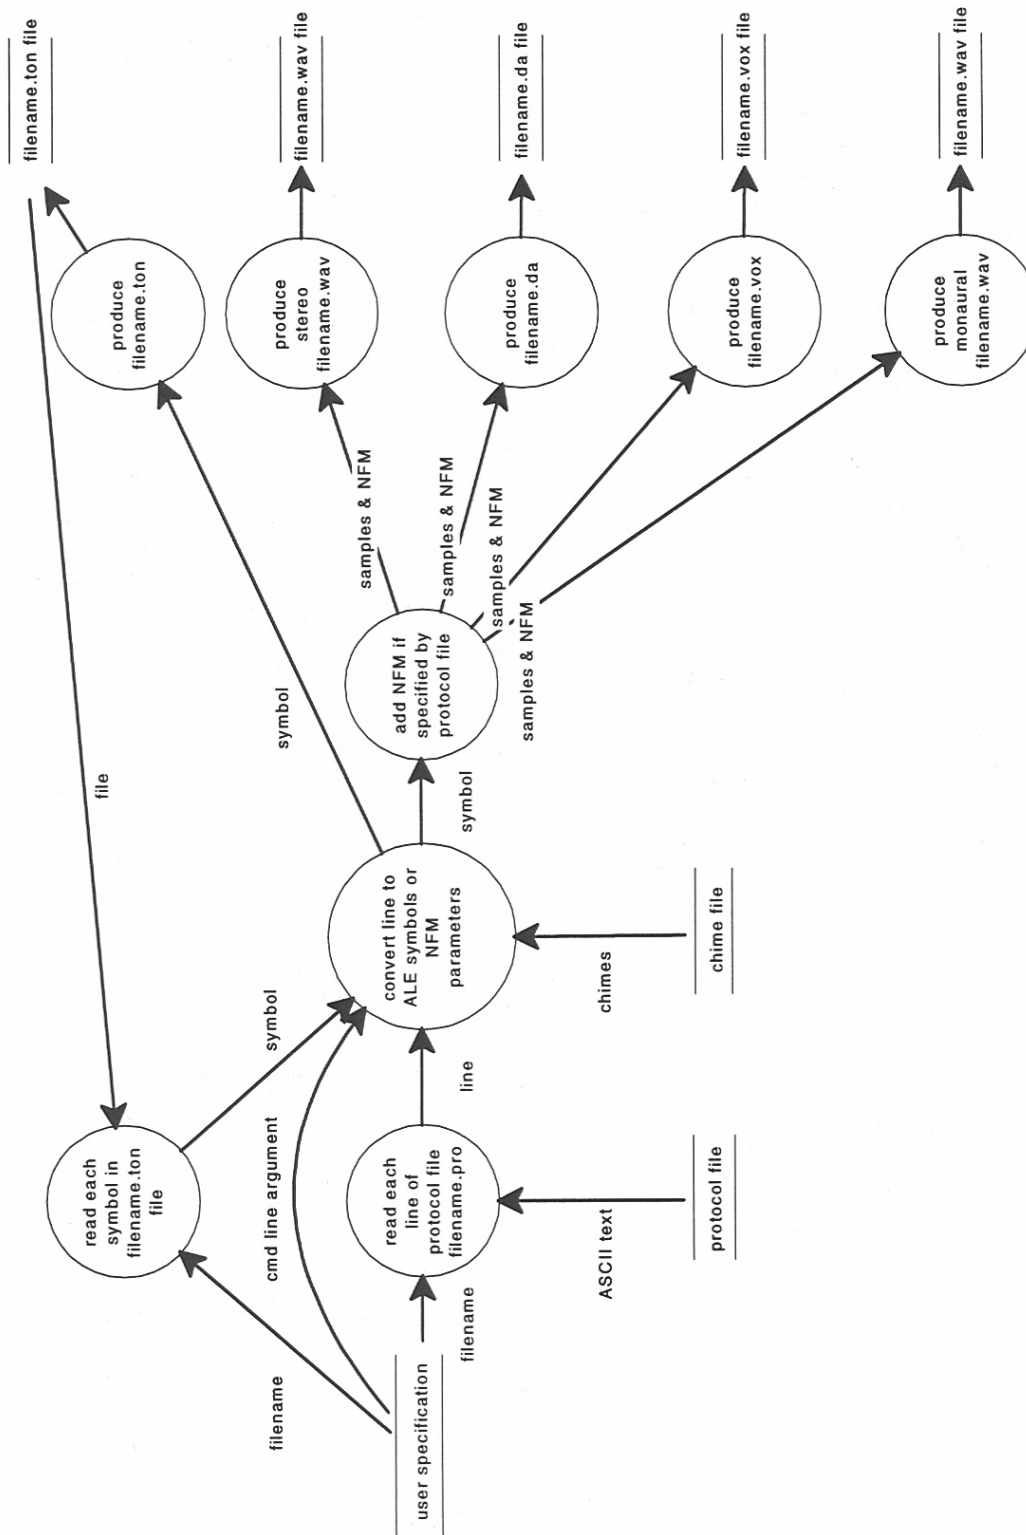 filename.ton file
filename.wav file
filename.da file
filename.vox file
filename.wav file
produce
filename.ton
produce
stereo
filename.wav
produce
filename.da
produce
filename.vox
produce
monaural
filename.wav
file
symbol
samples & NFM
samples & NFM
samples & NFM
samples & NFM
add NFM if
specified by
protocol file
symbol
convert line to
ALE symbols or
NFM
parameters
chimes
chime file
symbol
cmd line argument
line
read each
symbol in
filename.ton
file
read each
line of
protocol file
filename.pro
ASCII text
protocol file
filename
filename
user specification